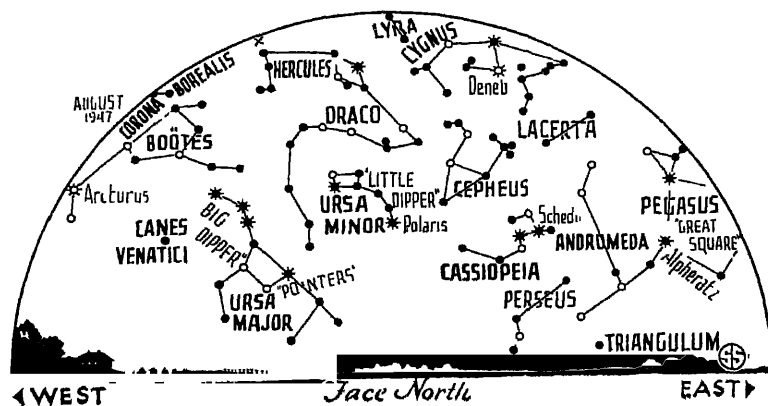 LYRA
CYGNUS
HERCULES
Deneb
AUGUST
1947
CORONA BOREALIS
DRACO
LACERTA
BOÖTES
"LITTLE
DIPPER"
CEPHEUS
Arcturus
URSA
MINOR
Polaris
PEGASUS
"GREAT
SQUARE"
BIG
DIPPER"
CANES
VENATICI
Schedir
ANDROMEDA
Alpheratz
CASSIOPEIA
"POINTERS"
URSA
MAJOR
PERSEUS
TRIANGULUM
SS
WEST
Face North
EAST